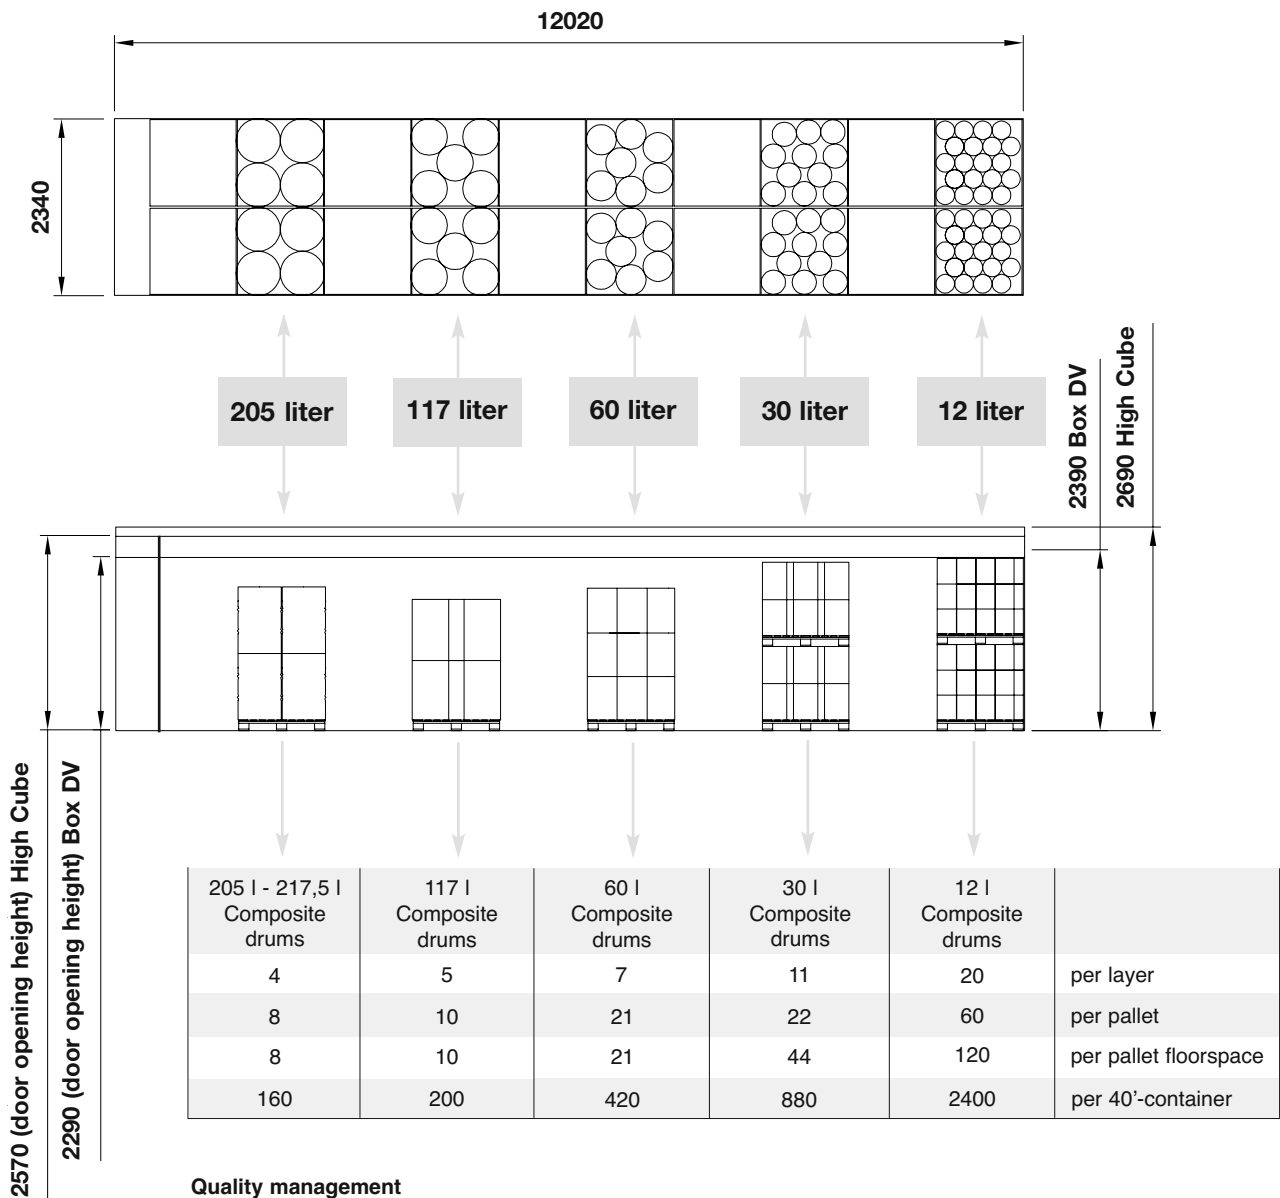 12020
2340
205 liter
117 liter
60 liter
30 liter
12 liter
2390 Box DV
2690 High Cube
2570 (door opening height) High Cube
2290 (door opening height) Box DV
205 l - 217,5 l Composite drums
117 l Composite drums
60 l Composite drums
30 l Composite drums
12 l Composite drums
4 5 7 11 20 per layer
8 10 21 22 60 per pallet
8 10 21 44 120 per pallet floorspace
160 200 420 880 2400 per 40’-container
Quality management